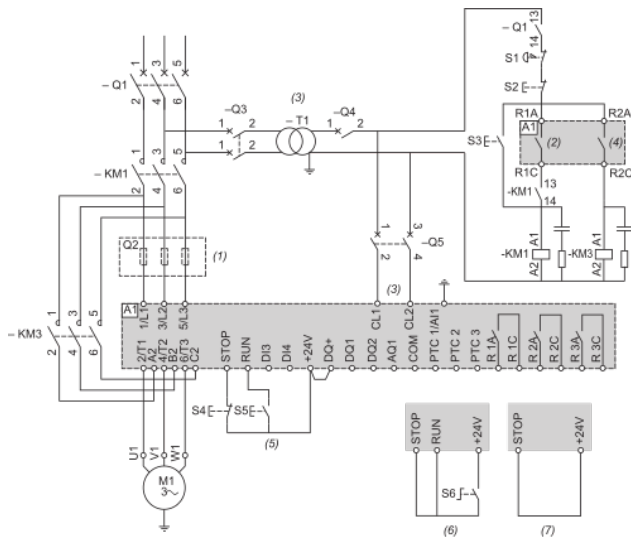 1 3 5
– Q1
2 4 6
– Q3
1 2
1 2
(3)
– T1
–Q4
1 2
– Q1
13
14
S1
S2
R1A R2A
A1
S3
(2) (4)
R1C R2C
13
-KM1
14
A1 A1
-KM1 -KM3
A2 A2
1 3 5
– KM1
2 4 6
Q2
(1)
1 3
– Q5
2 4
(3)
1 3 5
– KM3
2 4 6
A1
1/L1 3/L2 5/L3 CL1 CL2 PTC 1/AI1
2/T1 A2 4/T2 B2 6/T3 C2 STOP RUN DI3 DI4 +24V DQ+ DQ1 DQ2 AQ1 COM PTC 2 PTC 3 R 1A R 1C R 2A R 2C R 3A R 3C
S4 S5
(5)
U1 V1 W1
M1
3
STOP RUN +24V
S6
(6)
STOP +24V
(7)